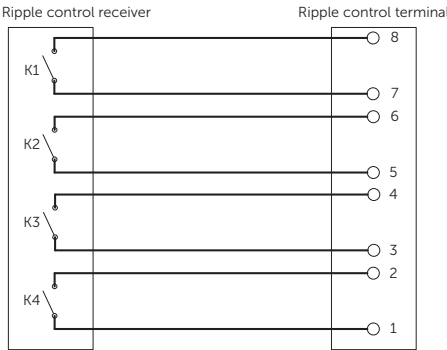 Ripple control receiver
Ripple control terminal
8
K1
7
6
K2
5
4
K3
3
2
K4
1